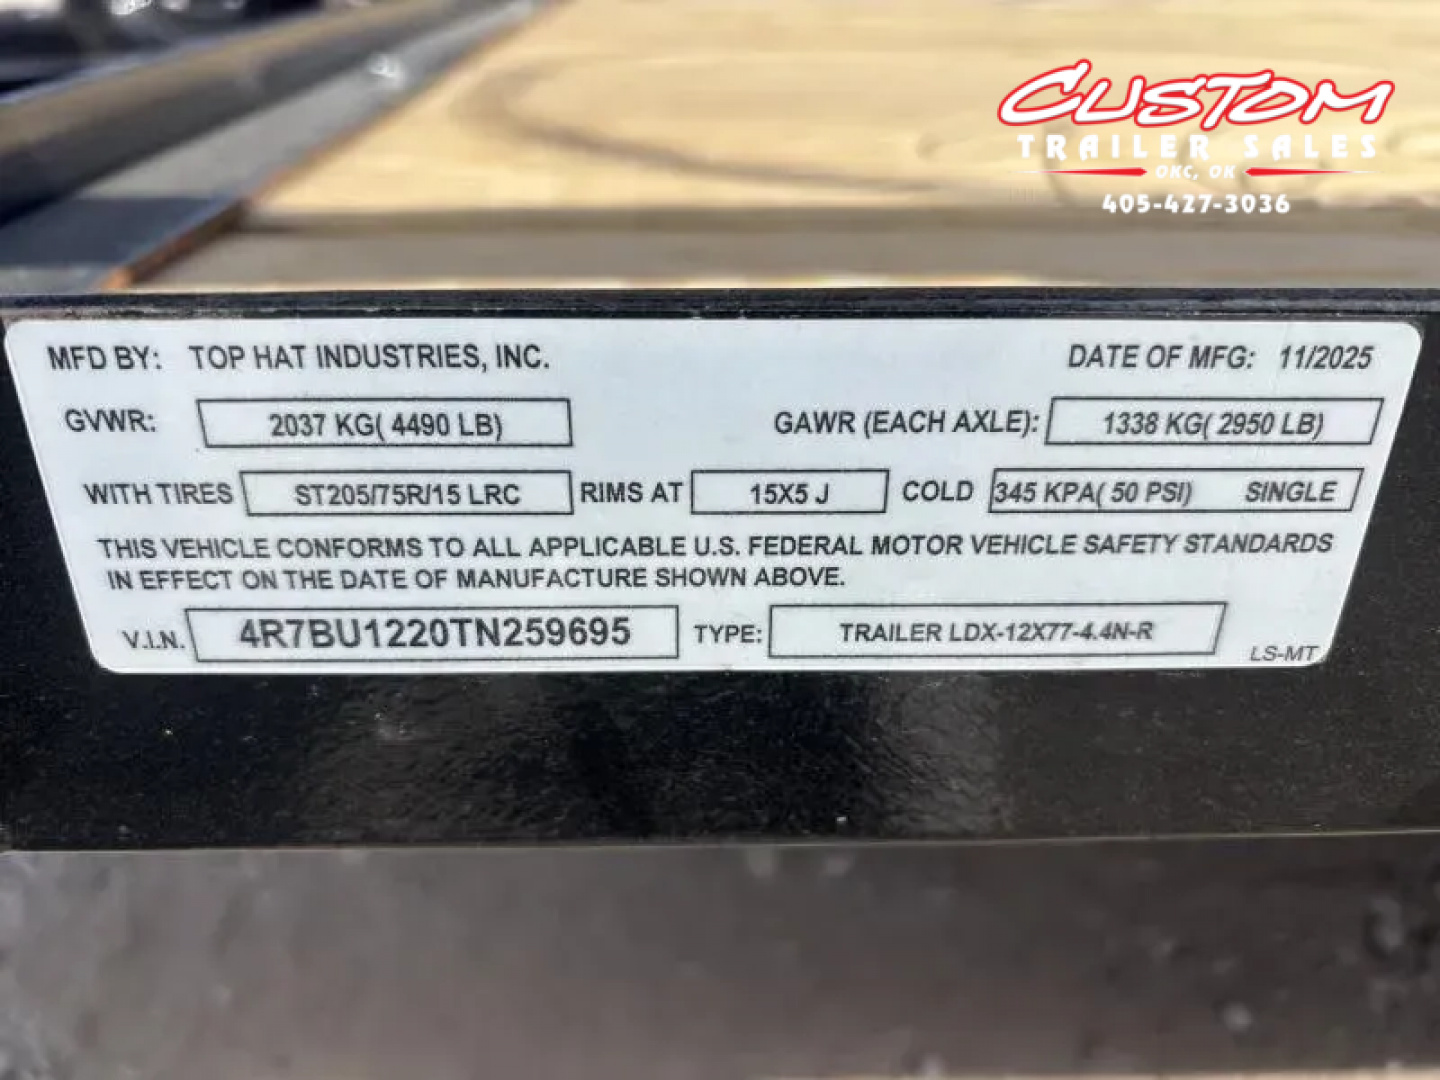 CUSTOM
TRAILER SALES
OKC, OK
405-427-3036
MFD BY: TOP HAT INDUSTRIES, INC. DATE OF MFG: 11/2025
GVWR: 2037 KG( 4490 LB) GAWR (EACH AXLE): 1338 KG( 2950 LB)
WITH TIRES ST205/75R/15 LRC RIMS AT 15X5 J COLD 345 KPA( 50 PSI) SINGLE
THIS VEHICLE CONFORMS TO ALL APPLICABLE U.S. FEDERAL MOTOR VEHICLE SAFETY STANDARDS
IN EFFECT ON THE DATE OF MANUFACTURE SHOWN ABOVE.
V.I.N. 4R7BU1220TN259695 TYPE: TRAILER LDX-12X77-4.4N-R
LS-MT